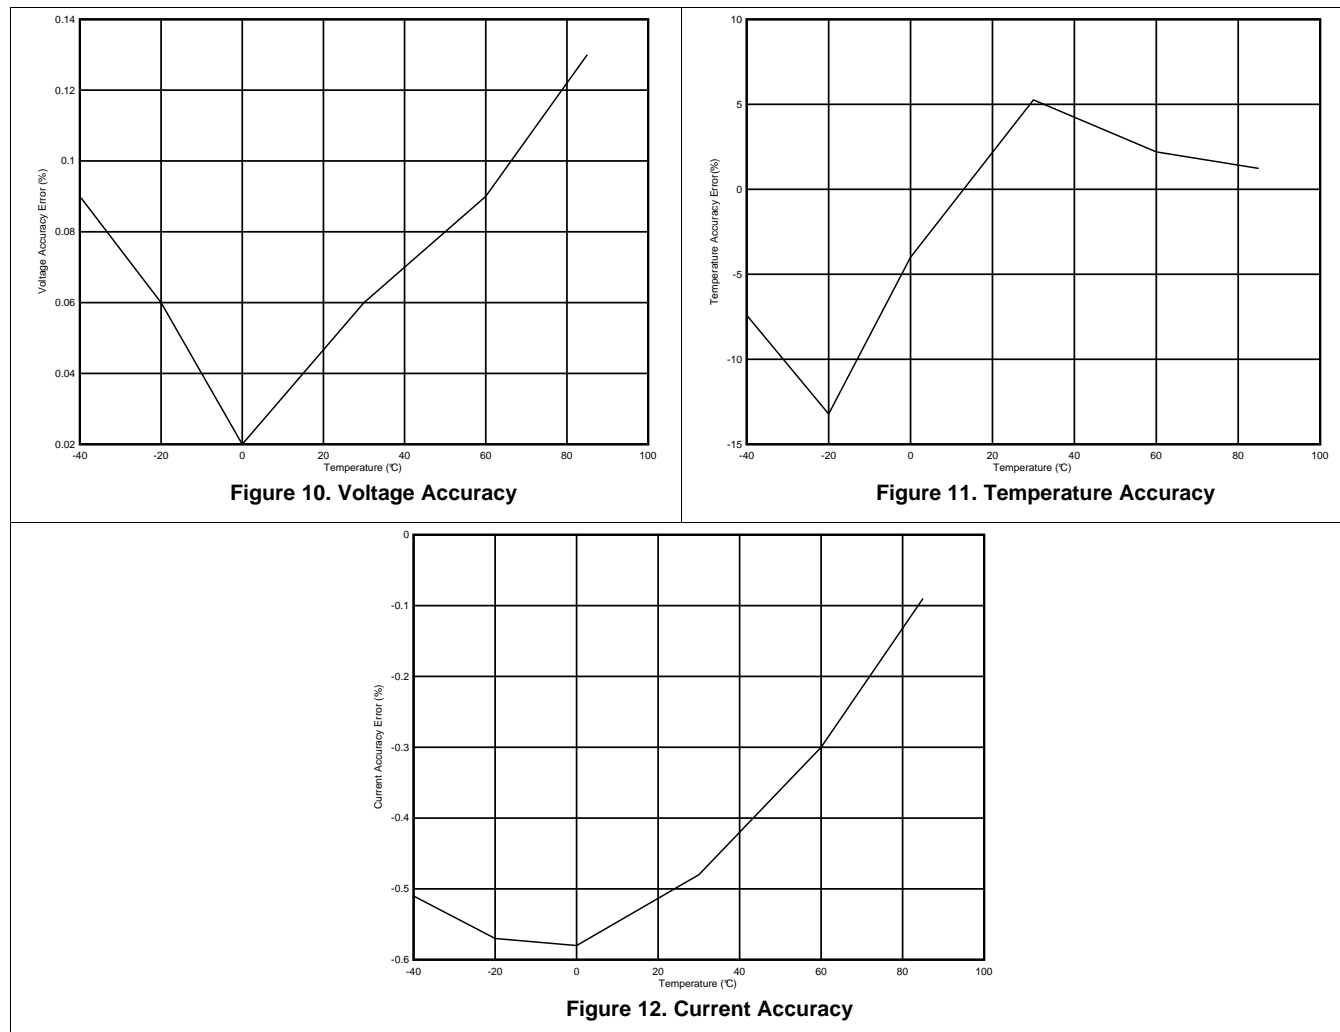 0.14
0.12
0.1
0.08
0.06
0.04
0.02
Voltage Accuracy Error (%)
-40 -20 0 20 40 60 80 100
Temperature (°C)
Figure 10. Voltage Accuracy
10
5
0
-5
-10
-15
Temperature Accuracy Error(%)
-40 -20 0 20 40 60 80 100
Temperature (°C)
Figure 11. Temperature Accuracy
0
-0.1
-0.2
-0.3
-0.4
-0.5
-0.6
Current Accuracy Error (%)
-40 -20 0 20 40 60 80 100
Temperature (°C)
Figure 12. Current Accuracy